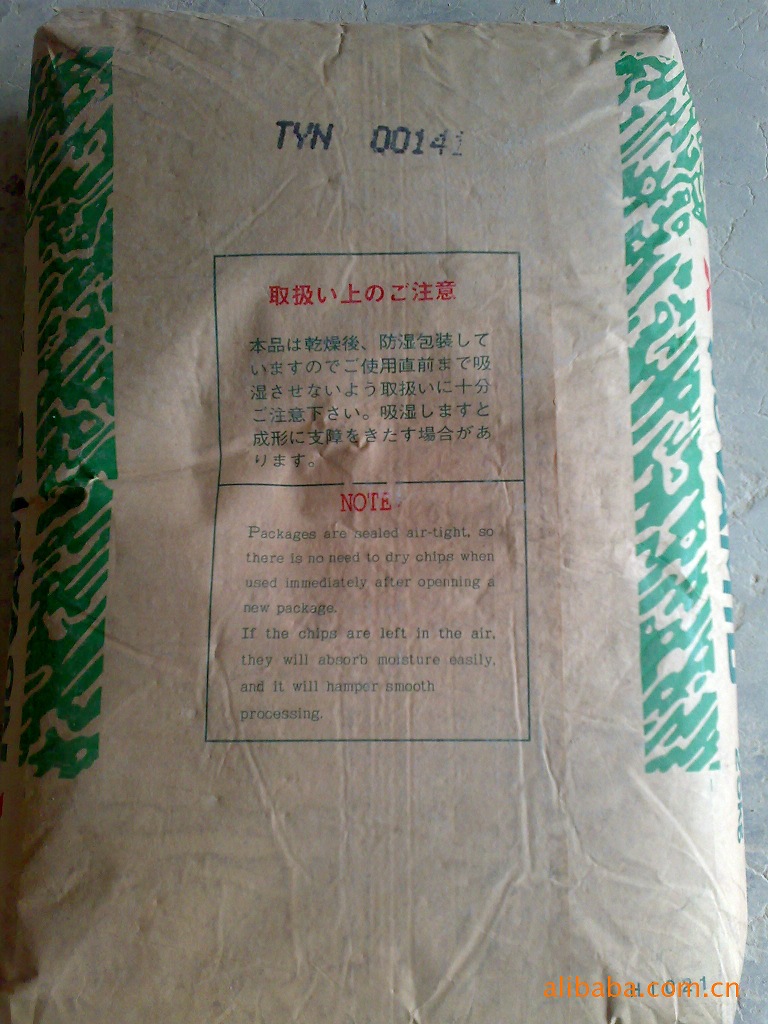 TYN 00141
取扱い上のご注意
本品は乾燥後、防湿包装して
いますのでご使用直前まで吸
湿させないよう取扱いに十分
ご注意下さい。吸湿しますと
成形に支障をきたす場合があ
ります。
NOTE
Packages are sealed air-tight, so
there is no need to dry chips when
used immediately after openning a
new package.
If the chips are left in the air,
they will absorb moisture easily,
and it will hamper smooth
processing.
alibaba.com.cn